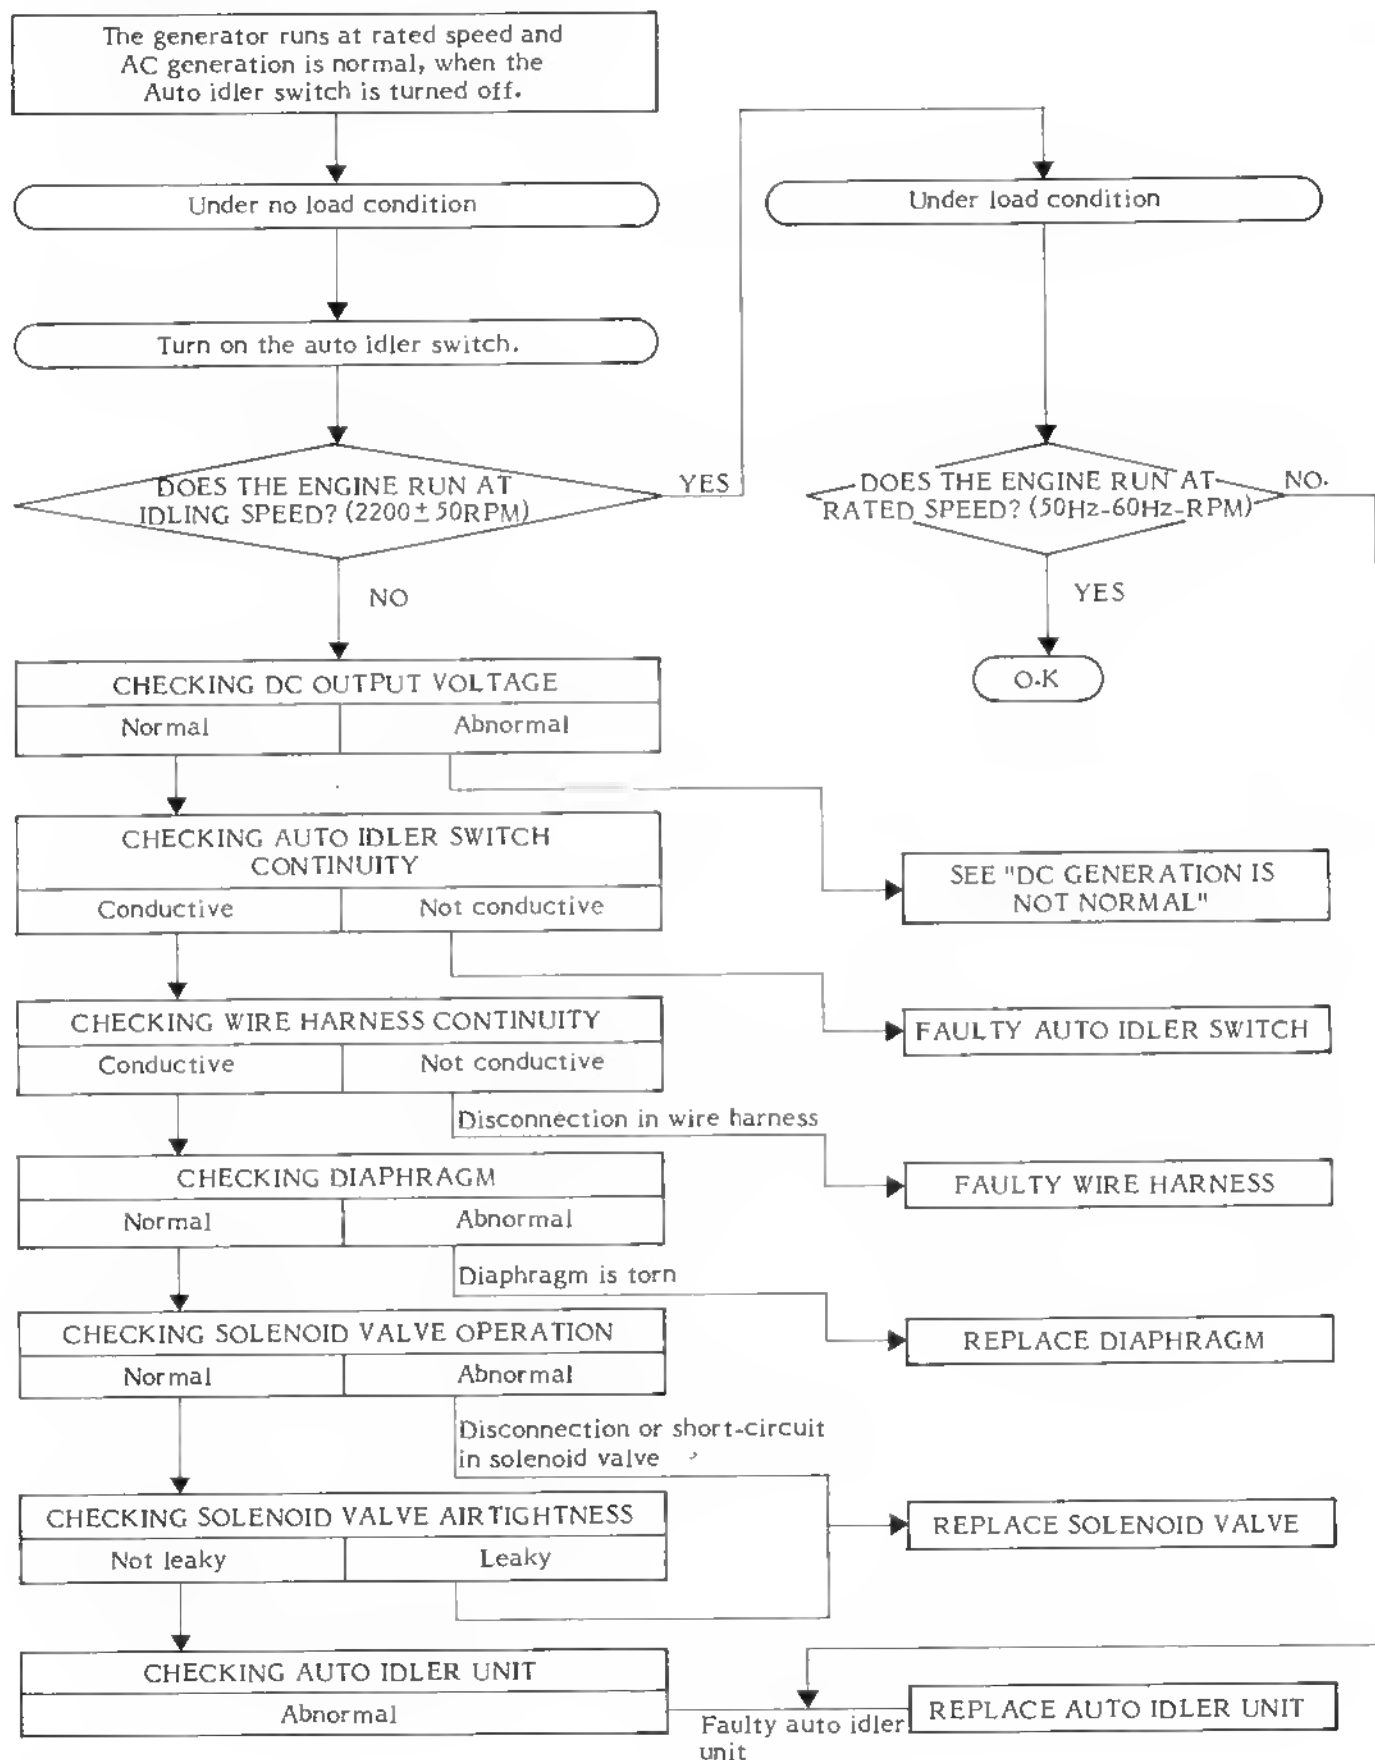 The generator runs at rated speed and
AC generation is normal, when the
Auto idler switch is turned off.
Under no load condition
Under load condition
Turn on the auto idler switch.
DOES THE ENGINE RUN AT
IDLING SPEED? (2200±50RPM)
YES
NO
DOES THE ENGINE RUN AT
RATED SPEED? (50Hz-60Hz-RPM)
NO.
YES
O.K
CHECKING DC OUTPUT VOLTAGE
Normal
Abnormal
CHECKING AUTO IDLER SWITCH
CONTINUITY
Conductive
Not conductive
SEE "DC GENERATION IS
NOT NORMAL"
CHECKING WIRE HARNESS CONTINUITY
Conductive
Not conductive
FAULTY AUTO IDLER SWITCH
Disconnection in wire harness
CHECKING DIAPHRAGM
Normal
Abnormal
FAULTY WIRE HARNESS
Diaphragm is torn
CHECKING SOLENOID VALVE OPERATION
Normal
Abnormal
REPLACE DIAPHRAGM
Disconnection or short-circuit
in solenoid valve
CHECKING SOLENOID VALVE AIRTIGHTNESS
Not leaky
Leaky
REPLACE SOLENOID VALVE
CHECKING AUTO IDLER UNIT
Abnormal
Faulty auto idler
unit
REPLACE AUTO IDLER UNIT